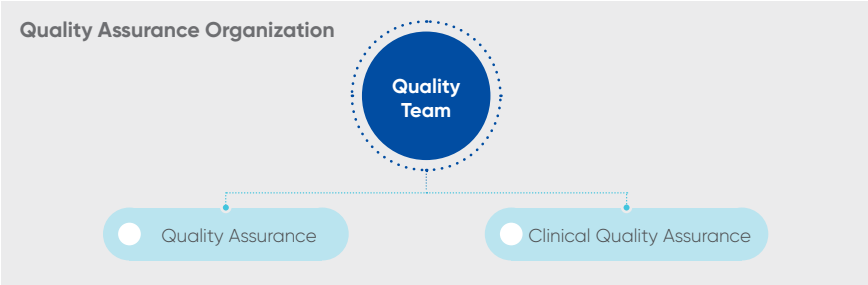 Quality Assurance Organization
Quality
Team
Quality Assurance
Clinical Quality Assurance